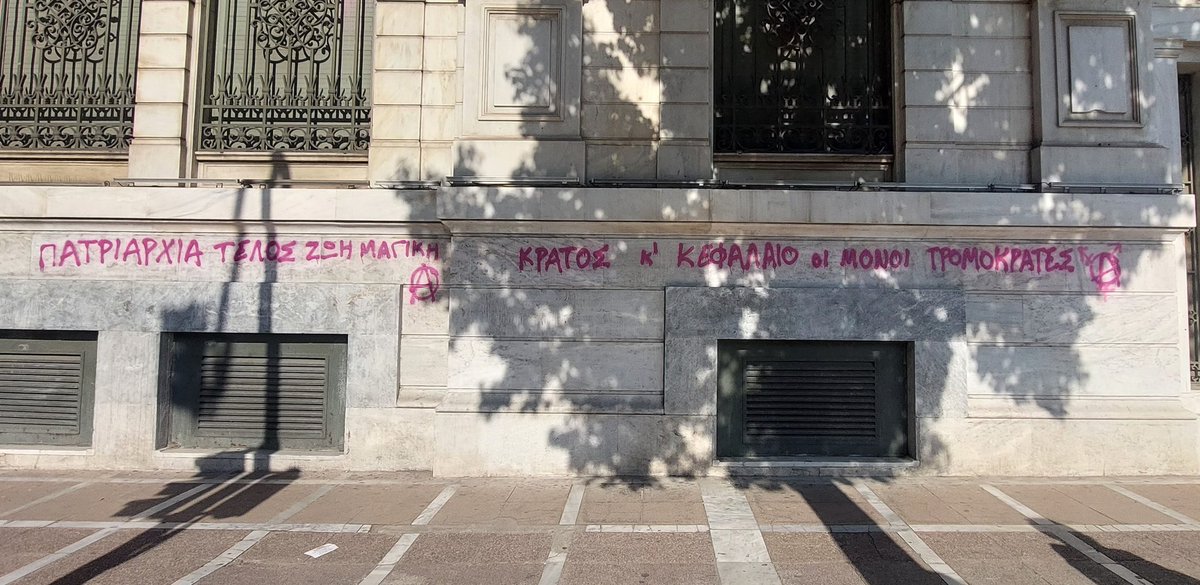 ΠΑΤΡΙΑΡΧΙΑ ΤΕΛΟΣ ΖΩΗ ΜΑΓΙΚΗ
Ⓐ
ΚΡΑΤΟΣ κ' ΚΕΦΑΛΑΙΟ οι ΜΟΝΟΙ ΤΡΟΜΟΚΡΑΤΕΣ
Ⓐ